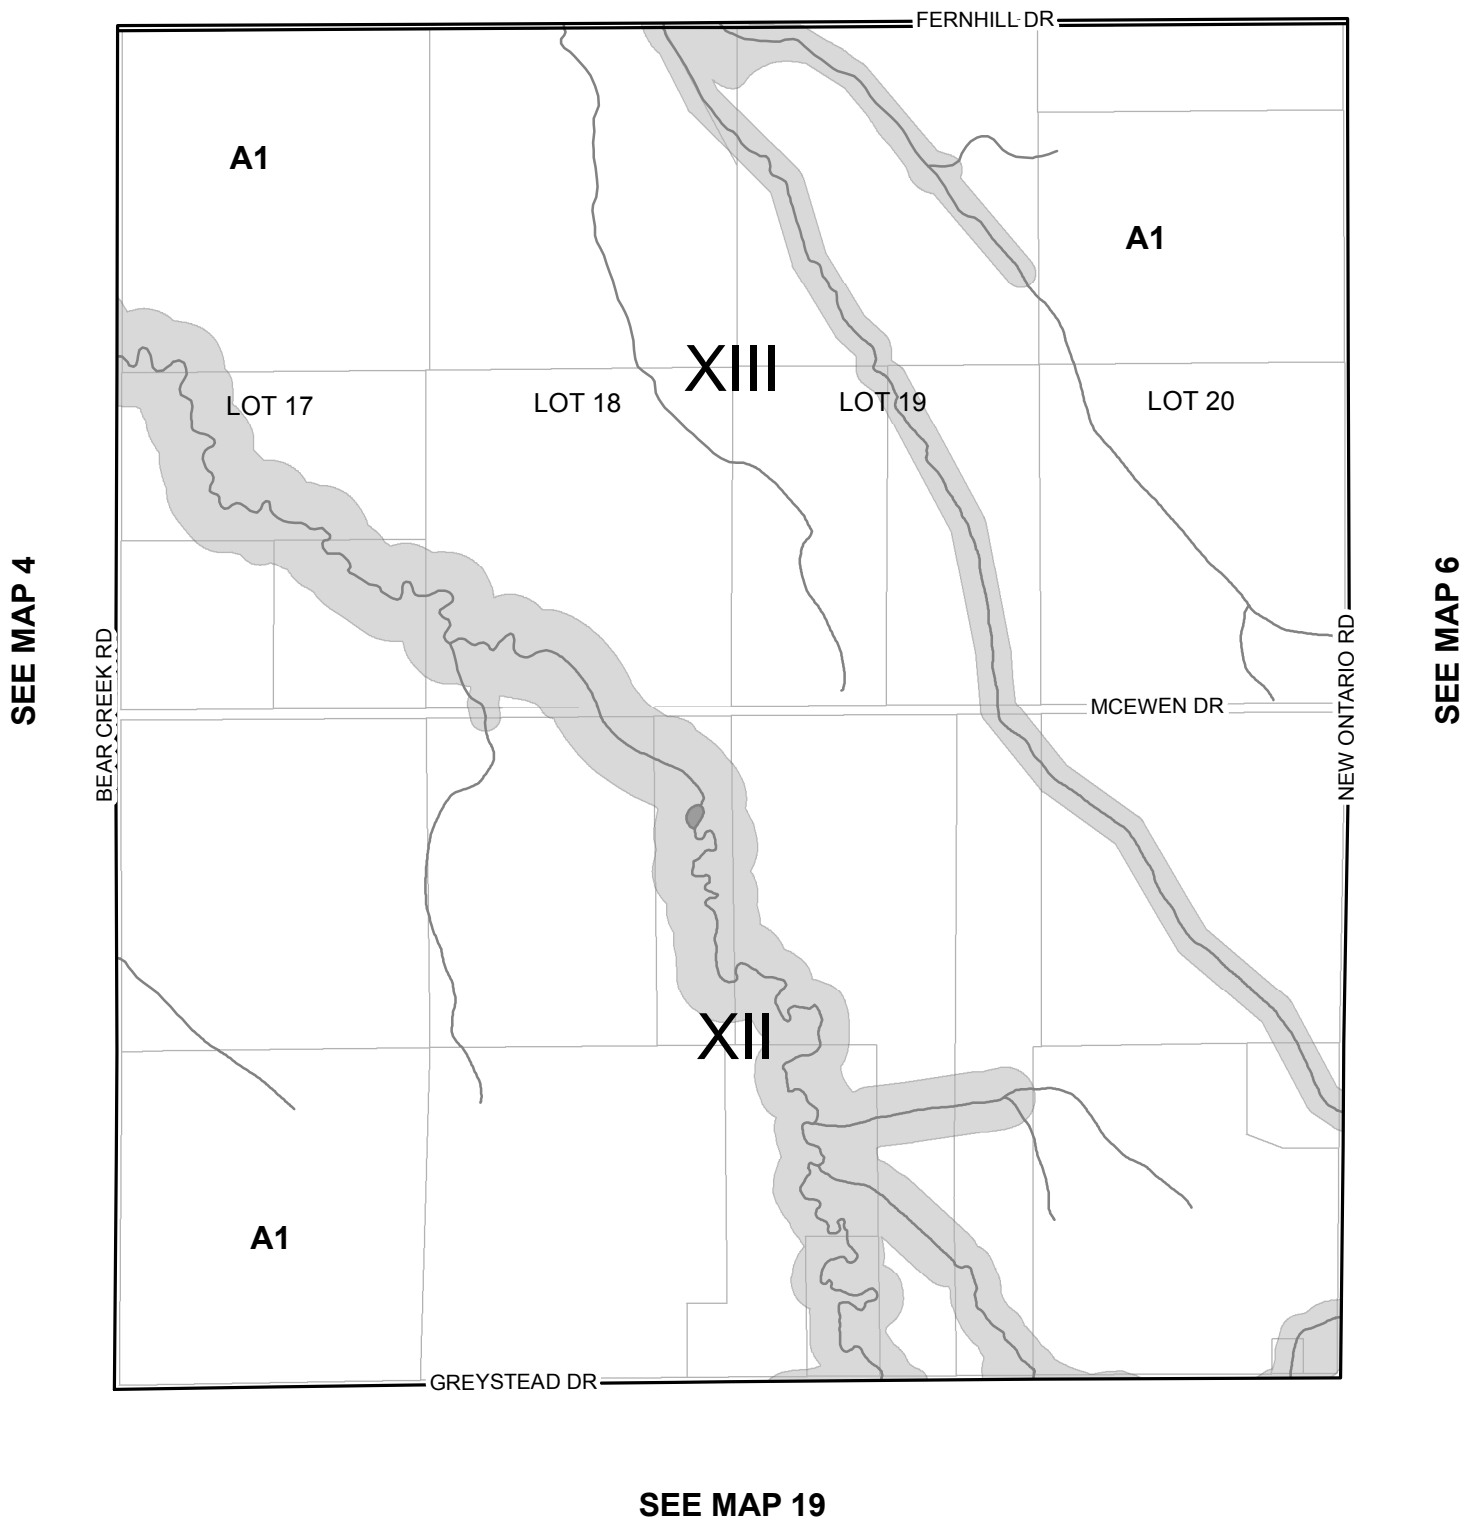 FERNHILL DR
A1
A1
XIII
LOT 17
LOT 18
LOT 19
LOT 20
SEE MAP 4
SEE MAP 6
BEAR CREEK RD
NEW ONTARIO RD
MCEWEN DR
XII
A1
GREYSTEAD DR
SEE MAP 19